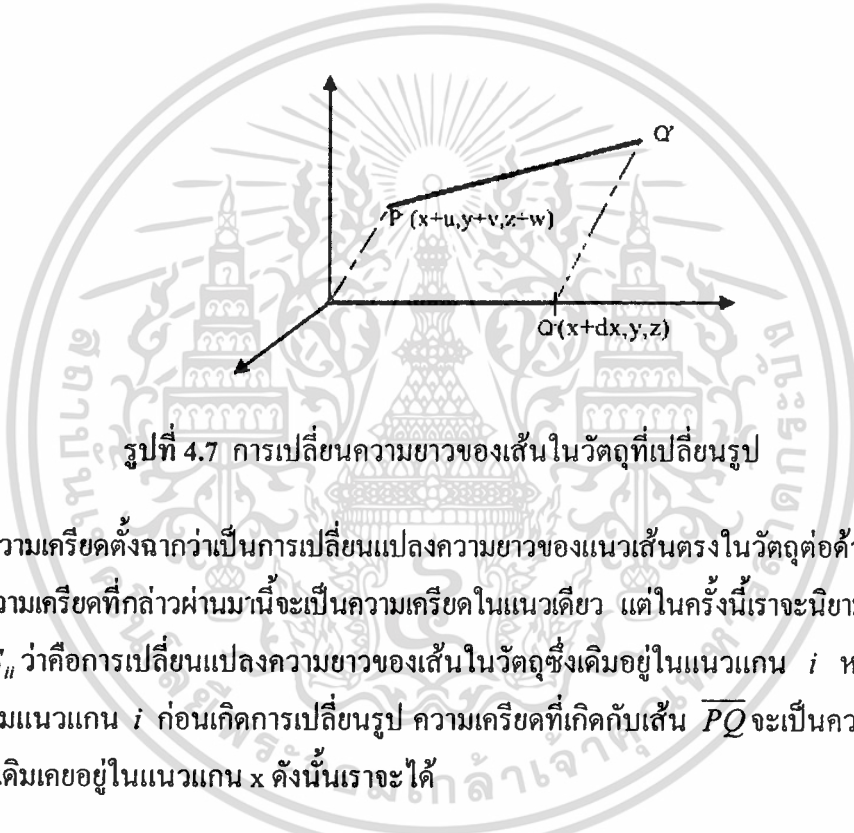 Q'
P' (x+u,y+v,z+w)
Q(x+dx,y,z)
รูปที่ 4.7 การเปลี่ยนความยาวของเส้นในวัตถุที่เปลี่ยนรูป
วามเครียดตั้งฉากว่าเป็นการเปลี่ยนแปลงความยาวของแนวเส้นตรงในวัตถุต่อด้
วามเครียดที่กล่าวผ่านมานี้จะเป็นความเครียดในแนวเดียว แต่ในครั้งนี้เราจะนิยาม
ว่าคือการเปลี่ยนแปลงความยาวของเส้นในวัตถุซึ่งเดิมอยู่ในแนวแกน i ห
มแนวแกน i ก่อนเกิดการเปลี่ยนรูป ความเครียดที่เกิดกับเส้น PQ จะเป็นคว
เดิมเคยอยู่ในแนวแกน x ดังนั้นเราจะได้